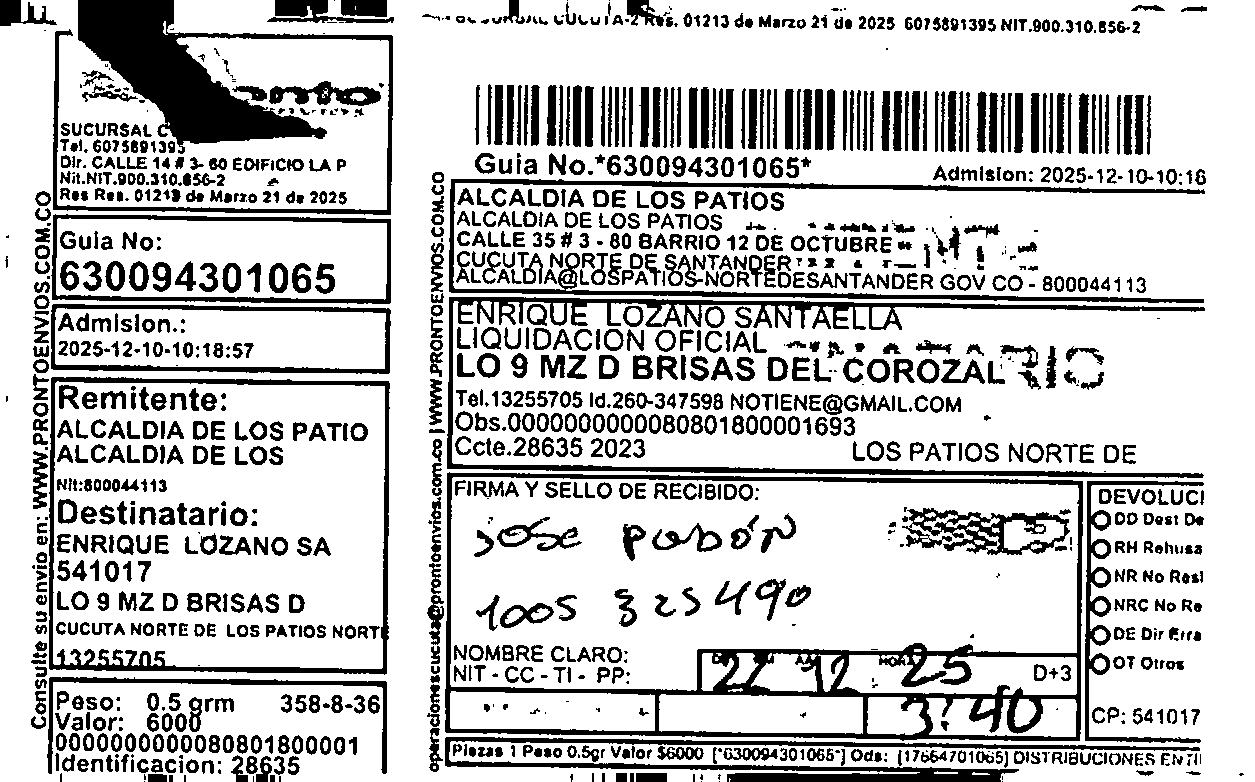 SUCURSAL CUCUTA-2 Res. 01213 de Marzo 21 de 2025 6075891395 NIT.900.310.856-2
SUCURSAL C
Tel. 6075891395
Dir. CALLE 14 # 3- 60 EDIFICIO LA P
Nit.NIT.900.310.856-2
Res Res. 01213 de Marzo 21 de 2025
Consulte su envio en: WWW.PRONTOENVIOS.COM.CO
Guia No:
630094301065
Admision.:
2025-12-10-10:18:57
Remitente:
ALCALDIA DE LOS PATIO
ALCALDIA DE LOS
Nit:800044113
Destinatario:
ENRIQUE LOZANO SA
541017
LO 9 MZ D BRISAS D
CUCUTA NORTE DE LOS PATIOS NORTE
13255705
Peso: 0.5 grm 358-8-36
Valor: 6000
00000000000080801800001
Identificacion: 28635
Guia No.*630094301065*
Admision: 2025-12-10-10:16
operacionescucuta@prontoenvios.com.co | WWW.PRONTOENVIOS.COM.CO
ALCALDIA DE LOS PATIOS
ALCALDIA DE LOS PATIOS
CALLE 35 # 3 - 80 BARRIO 12 DE OCTUBRE
CUCUTA NORTE DE SANTANDER
ALCALDIA@LOSPATIOS-NORTEDESANTANDER GOV CO - 800044113
ENRIQUE LOZANO SANTAELLA
LIQUIDACION OFICIAL
LO 9 MZ D BRISAS DEL COROZAL
Tel.13255705 Id.260-347598 NOTIENE@GMAIL.COM
Obs.00000000000080801800001693
Ccte.28635 2023 LOS PATIOS NORTE DE
FIRMA Y SELLO DE RECIBIDO:
José Pabón
1005 325490
NOMBRE CLARO:
NIT - CC - TI - PP:
22 12 HORA 25 D+3
3:40
DEVOLUCI
DD Dest De
RH Rehusa
NR No Resi
NRC No Re
DE Dir Erra
OT Otros
CP: 541017
Piezas 1 Peso 0.5gr Valor $6000 [*630094301065*] Ods: [17654701065] DISTRIBUCIONES ENTII